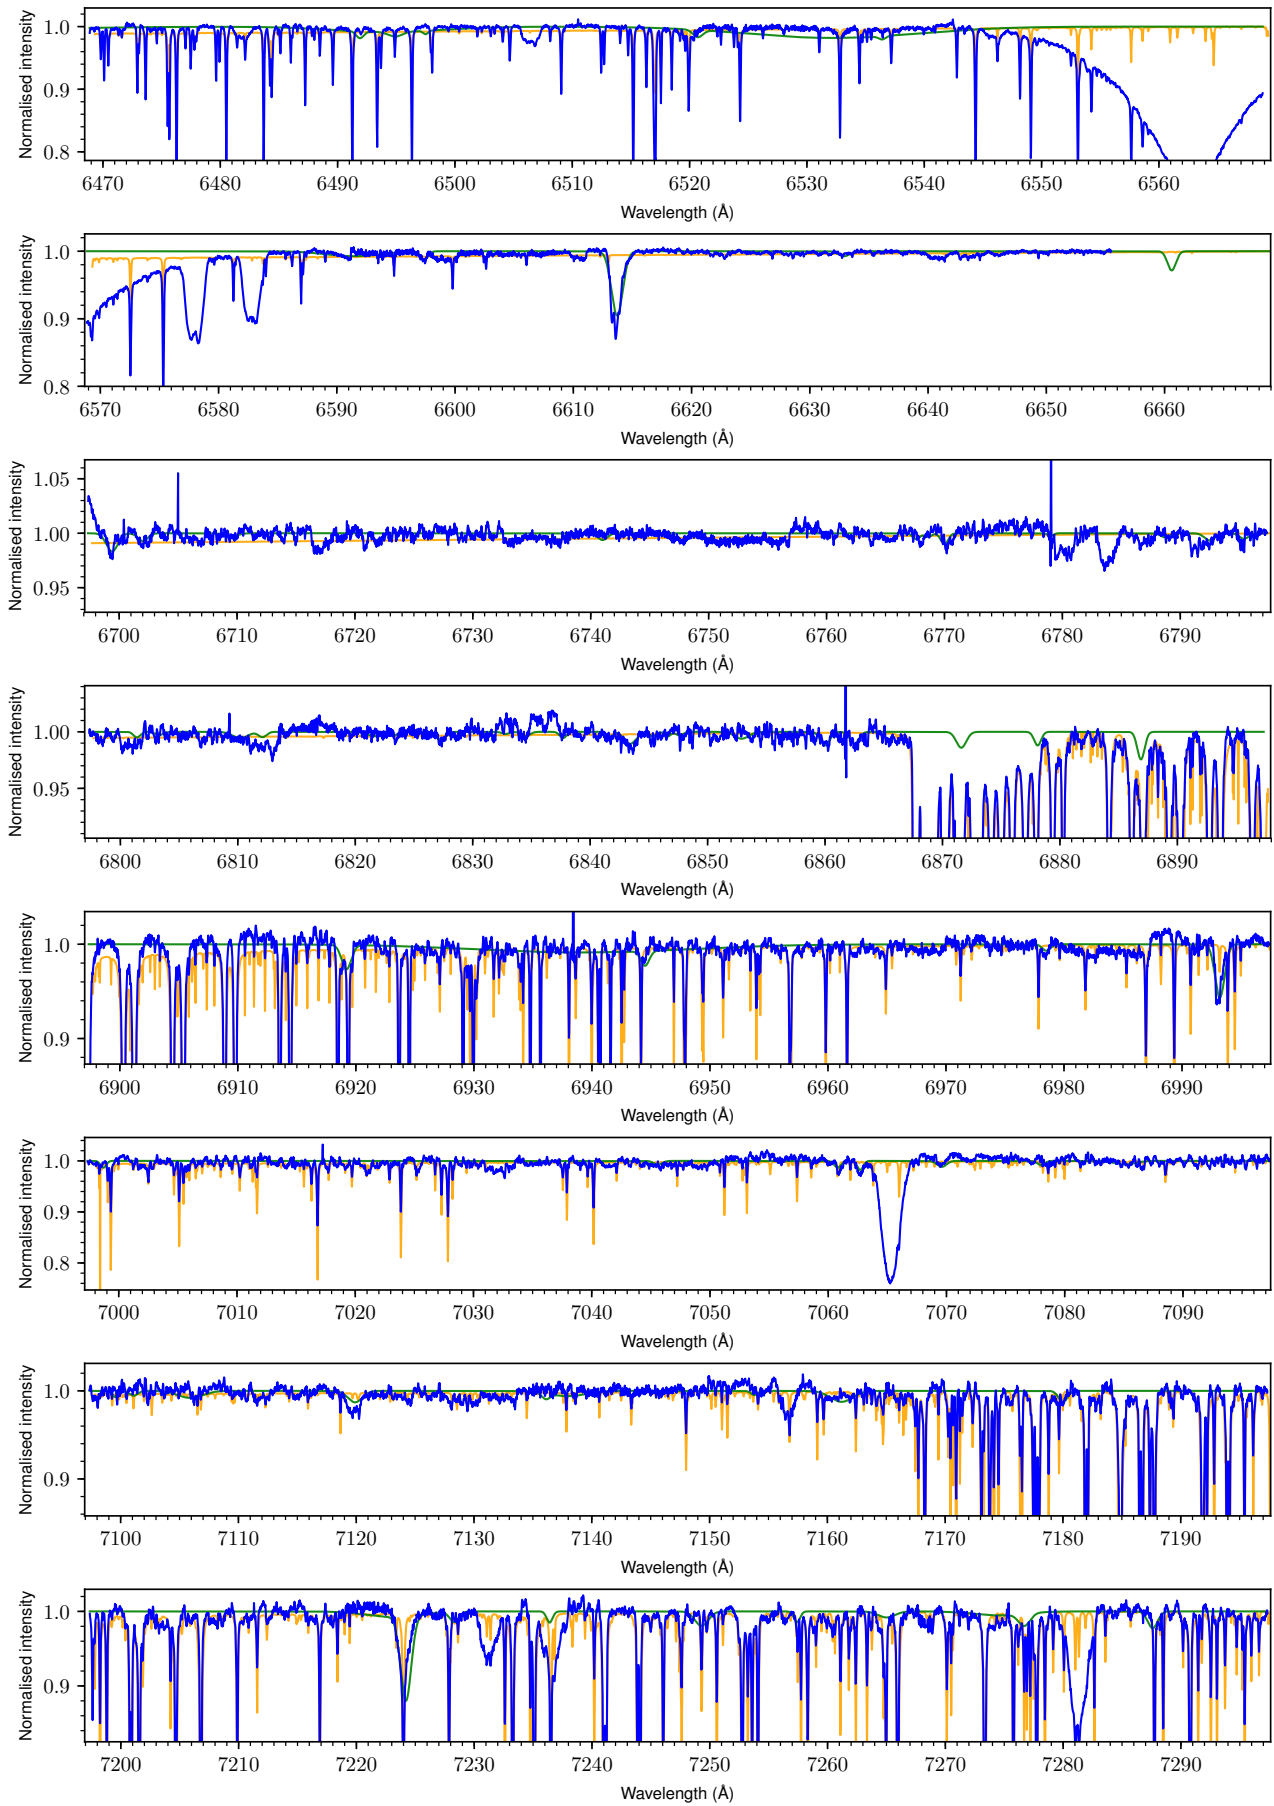 Normalised intensity
1.0
0.9
0.8
6470 6480 6490 6500 6510 6520 6530 6540 6550 6560
Wavelength (Å)
Normalised intensity
1.0
0.9
0.8
6570 6580 6590 6600 6610 6620 6630 6640 6650 6660
Wavelength (Å)
Normalised intensity
1.05
1.00
0.95
6700 6710 6720 6730 6740 6750 6760 6770 6780 6790
Wavelength (Å)
Normalised intensity
1.00
0.95
6800 6810 6820 6830 6840 6850 6860 6870 6880 6890
Wavelength (Å)
Normalised intensity
1.0
0.9
6900 6910 6920 6930 6940 6950 6960 6970 6980 6990
Wavelength (Å)
Normalised intensity
1.0
0.9
0.8
7000 7010 7020 7030 7040 7050 7060 7070 7080 7090
Wavelength (Å)
Normalised intensity
1.0
0.9
7100 7110 7120 7130 7140 7150 7160 7170 7180 7190
Wavelength (Å)
Normalised intensity
1.0
0.9
7200 7210 7220 7230 7240 7250 7260 7270 7280 7290
Wavelength (Å)